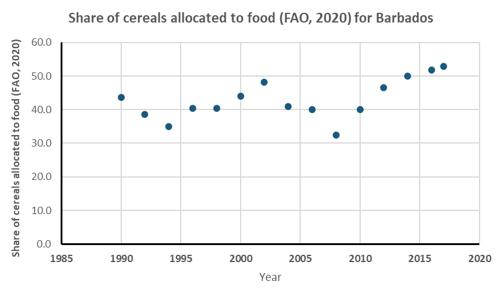 Share of cereals allocated to food (FAO, 2020) for Barbados
Share of cereals allocated to food (FAO, 2020)
60.0
50.0
40.0
30.0
20.0
10.0
0.0
1985 1990 1995 2000 2005 2010 2015 2020
Year